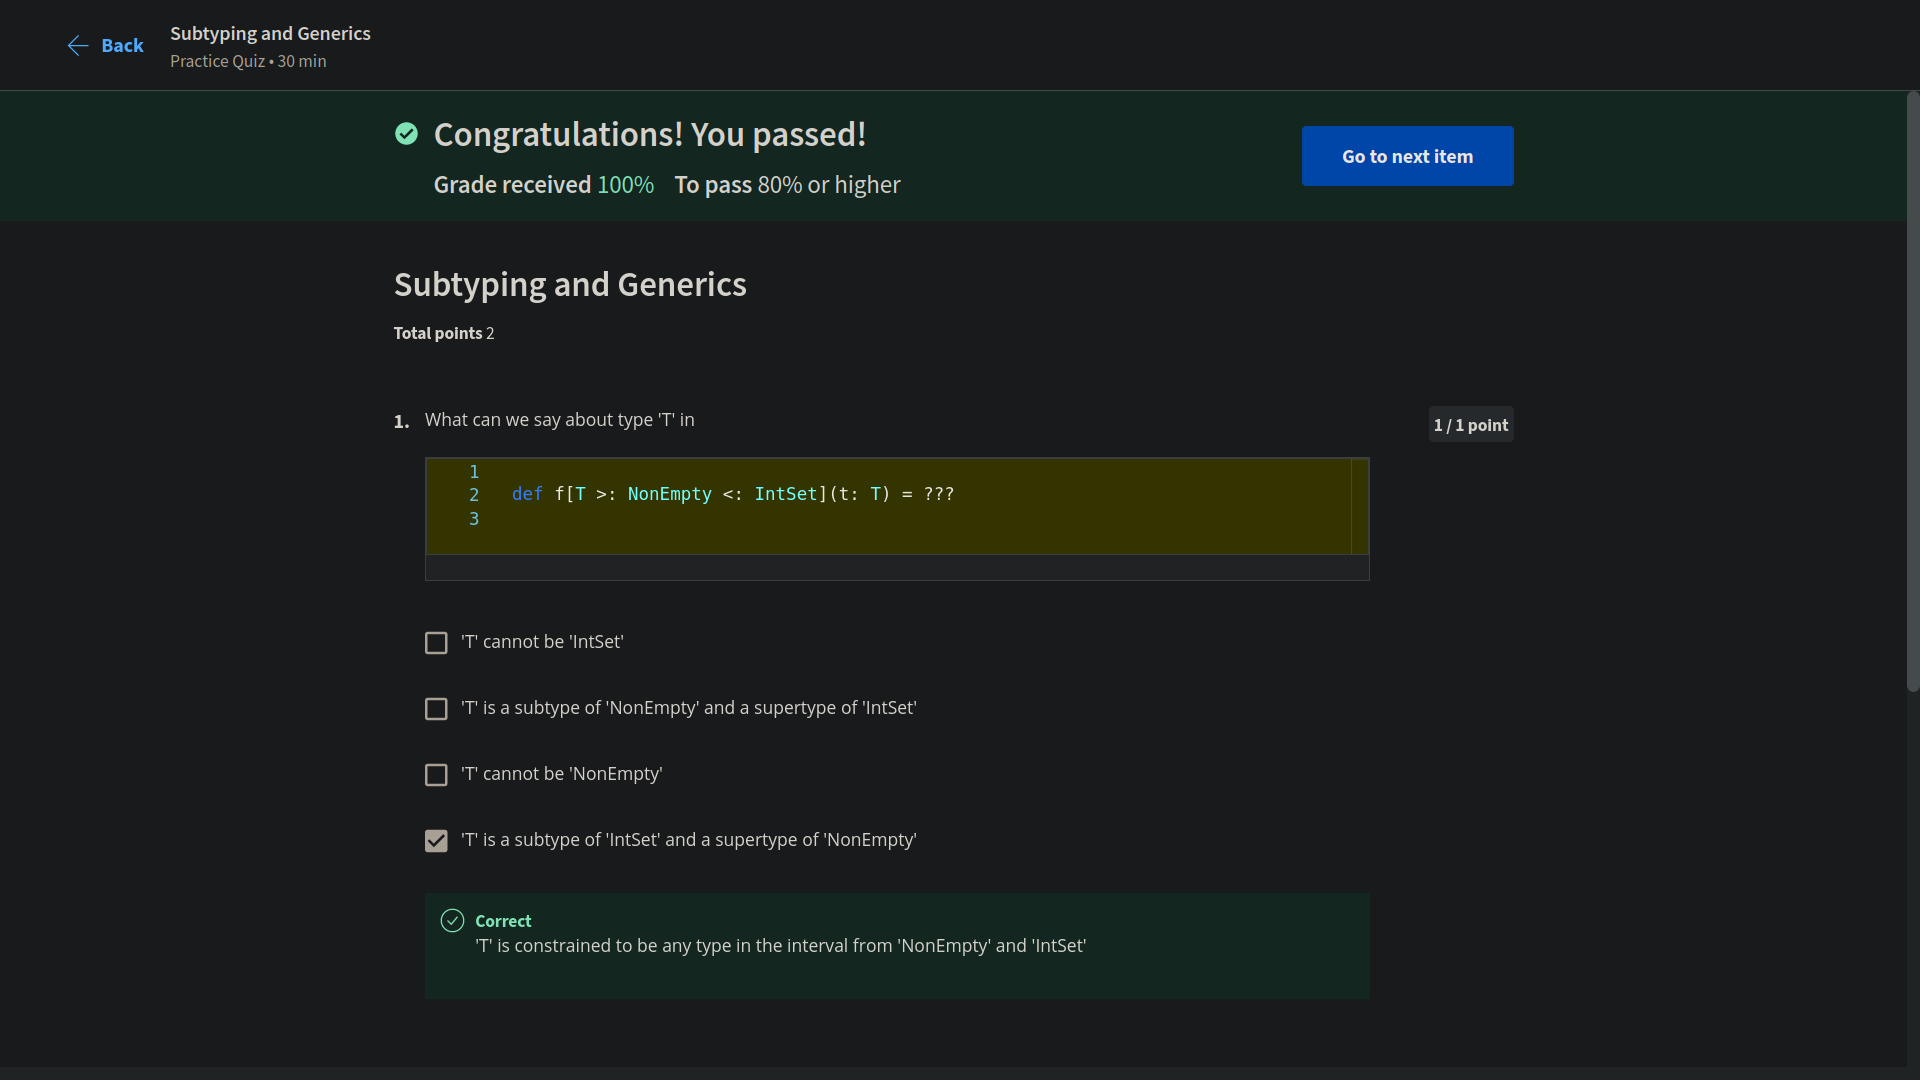 Back
Subtyping and Generics
Practice Quiz • 30 min
Congratulations! You passed!
Grade received 100% To pass 80% or higher
Go to next item
Subtyping and Generics
Total points 2
1. What can we say about type 'T' in
1 / 1 point
1
2 def f[T >: NonEmpty <: IntSet](t: T) = ???
3
'T' cannot be 'IntSet'
'T' is a subtype of 'NonEmpty' and a supertype of 'IntSet'
'T' cannot be 'NonEmpty'
'T' is a subtype of 'IntSet' and a supertype of 'NonEmpty'
Correct
'T' is constrained to be any type in the interval from 'NonEmpty' and 'IntSet'